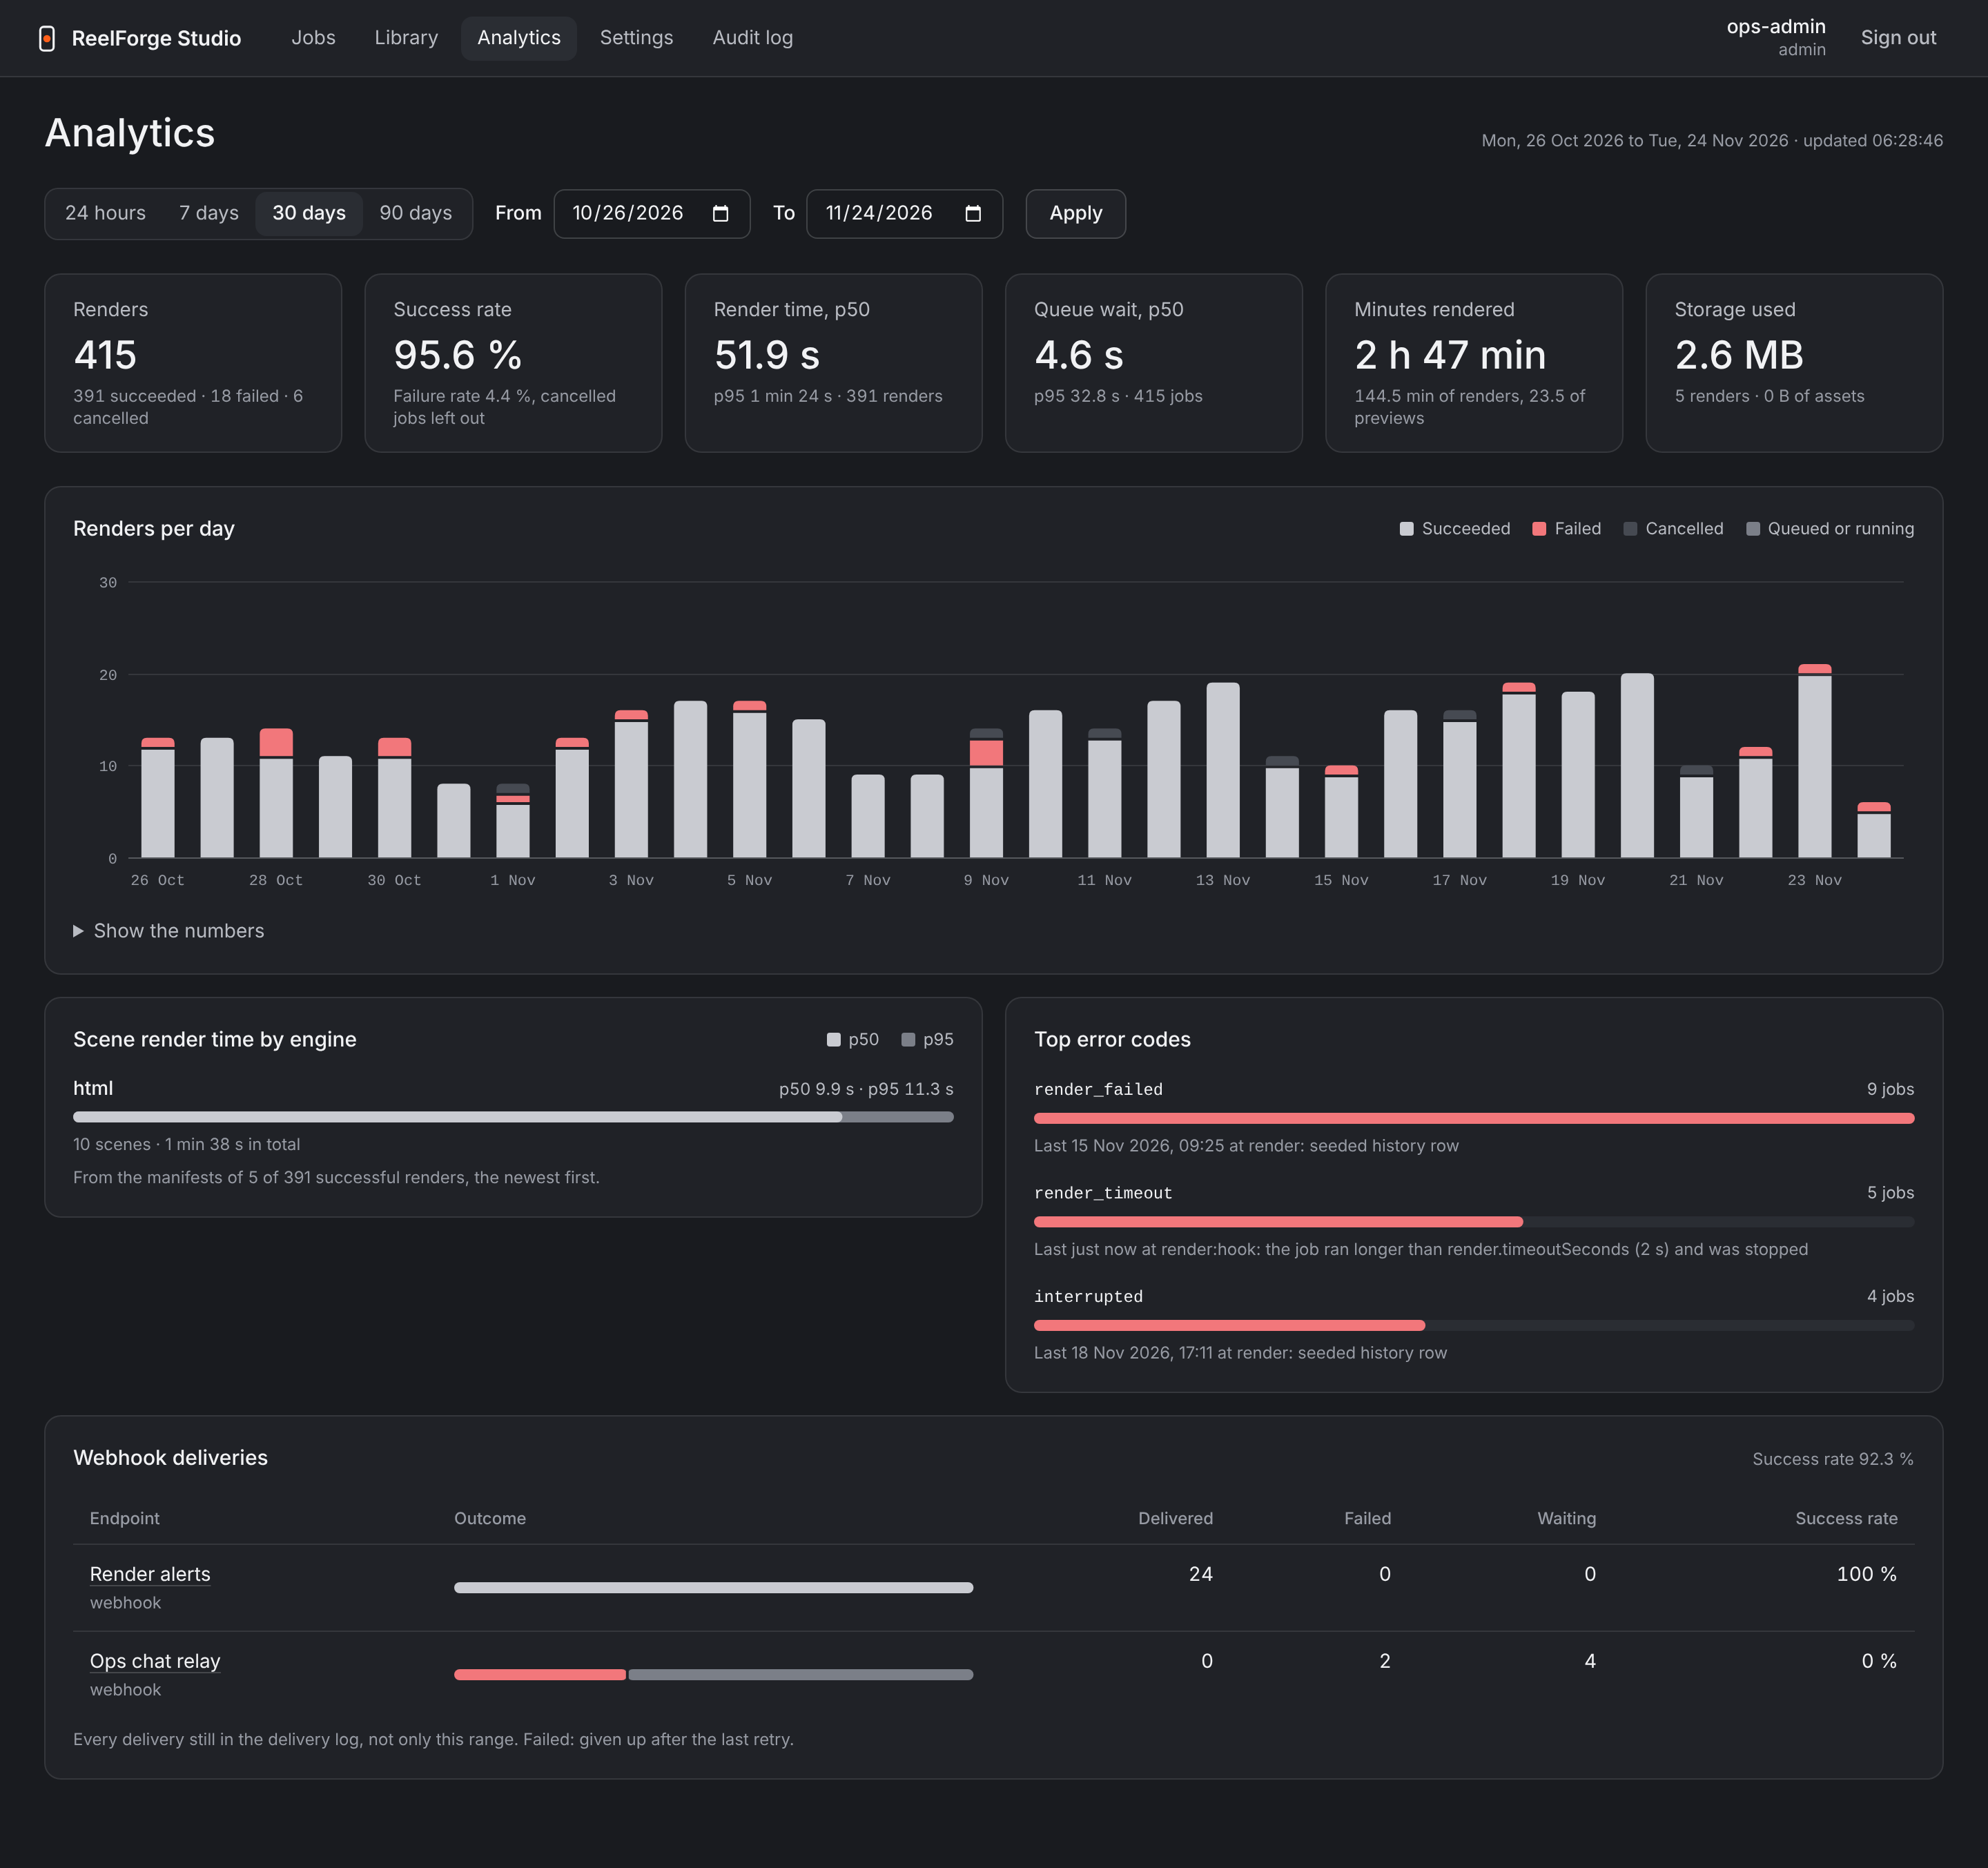 ReelForge Studio
Jobs
Library
Analytics
Settings
Audit log
ops-admin
admin
Sign out
Analytics
Mon, 26 Oct 2026 to Tue, 24 Nov 2026 · updated 06:28:46
24 hours
7 days
30 days
90 days
From
10/26/2026
To
11/24/2026
Apply
Renders
415
391 succeeded · 18 failed · 6
cancelled
Success rate
95.6 %
Failure rate 4.4 %, cancelled
jobs left out
Render time, p50
51.9 s
p95 1 min 24 s · 391 renders
Queue wait, p50
4.6 s
p95 32.8 s · 415 jobs
Minutes rendered
2 h 47 min
144.5 min of renders, 23.5 of
previews
Storage used
2.6 MB
5 renders · 0 B of assets
Renders per day
Succeeded
Failed
Cancelled
Queued or running
30
20
10
0
26 Oct
28 Oct
30 Oct
1 Nov
3 Nov
5 Nov
7 Nov
9 Nov
11 Nov
13 Nov
15 Nov
17 Nov
19 Nov
21 Nov
23 Nov
Show the numbers
Scene render time by engine
p50
p95
html
p50 9.9 s · p95 11.3 s
10 scenes · 1 min 38 s in total
From the manifests of 5 of 391 successful renders, the newest first.
Top error codes
render_failed
9 jobs
Last 15 Nov 2026, 09:25 at render: seeded history row
render_timeout
5 jobs
Last just now at render:hook: the job ran longer than render.timeoutSeconds (2 s) and was stopped
interrupted
4 jobs
Last 18 Nov 2026, 17:11 at render: seeded history row
Webhook deliveries
Success rate 92.3 %
Endpoint
Outcome
Delivered
Failed
Waiting
Success rate
Render alerts
webhook
24
0
0
100 %
Ops chat relay
webhook
0
2
4
0 %
Every delivery still in the delivery log, not only this range. Failed: given up after the last retry.